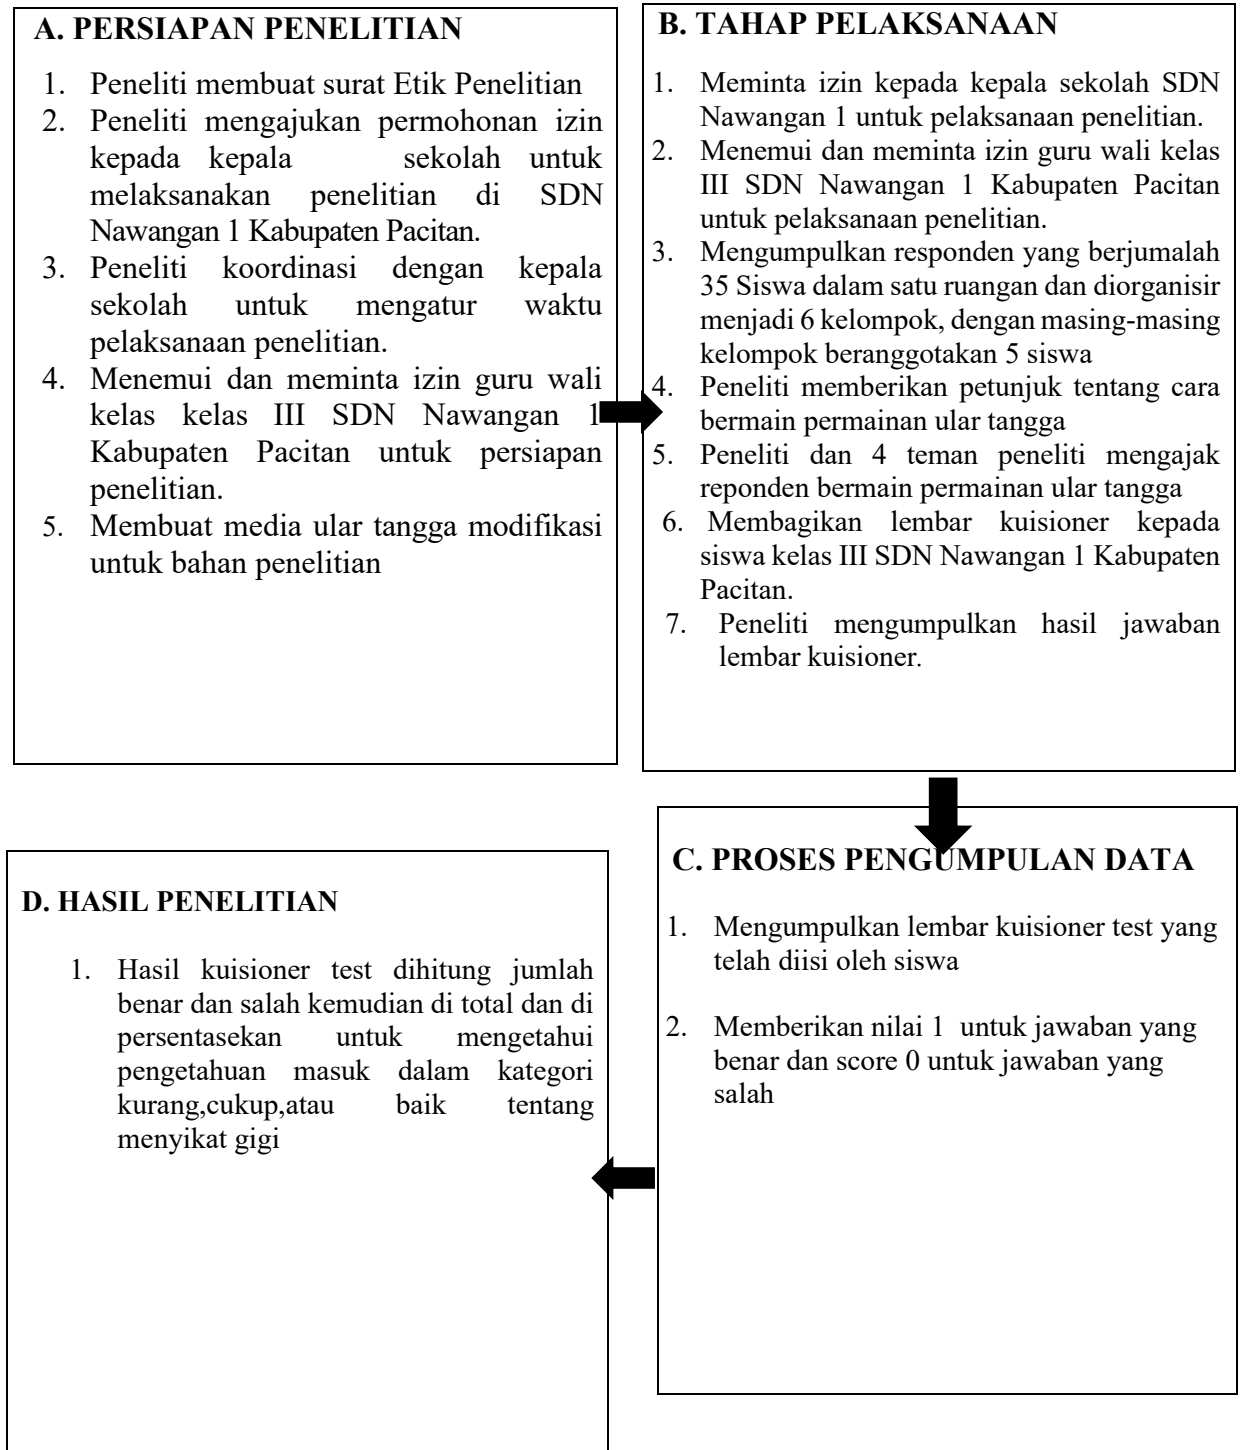 A. PERSIAPAN PENELITIAN
1. Peneliti membuat surat Etik Penelitian
2. Peneliti mengajukan permohonan izin
kepada kepala sekolah untuk
melaksanakan penelitian di SDN
Nawangan 1 Kabupaten Pacitan.
3. Peneliti koordinasi dengan kepala
sekolah untuk mengatur waktu
pelaksanaan penelitian.
4. Menemui dan meminta izin guru wali
kelas kelas III SDN Nawangan 1
Kabupaten Pacitan untuk persiapan
penelitian.
5. Membuat media ular tangga modifikasi
untuk bahan penelitian
B. TAHAP PELAKSANAAN
1. Meminta izin kepada kepala sekolah SDN
Nawangan 1 untuk pelaksanaan penelitian.
2. Menemui dan meminta izin guru wali kelas
III SDN Nawangan 1 Kabupaten Pacitan
untuk pelaksanaan penelitian.
3. Mengumpulkan responden yang berjumalah
35 Siswa dalam satu ruangan dan diorganisir
menjadi 6 kelompok, dengan masing-masing
kelompok beranggotakan 5 siswa
4. Peneliti memberikan petunjuk tentang cara
bermain permainan ular tangga
5. Peneliti dan 4 teman peneliti mengajak
reponden bermain permainan ular tangga
6. Membagikan lembar kuisioner kepada
siswa kelas III SDN Nawangan 1 Kabupaten
Pacitan.
7. Peneliti mengumpulkan hasil jawaban
lembar kuisioner.
C. PROSES PENGUMPULAN DATA
1. Mengumpulkan lembar kuisioner test yang
telah diisi oleh siswa
2. Memberikan nilai 1 untuk jawaban yang
benar dan score 0 untuk jawaban yang
salah
D. HASIL PENELITIAN
1. Hasil kuisioner test dihitung jumlah
benar dan salah kemudian di total dan di
persentasekan untuk mengetahui
pengetahuan masuk dalam kategori
kurang,cukup,atau baik tentang
menyikat gigi